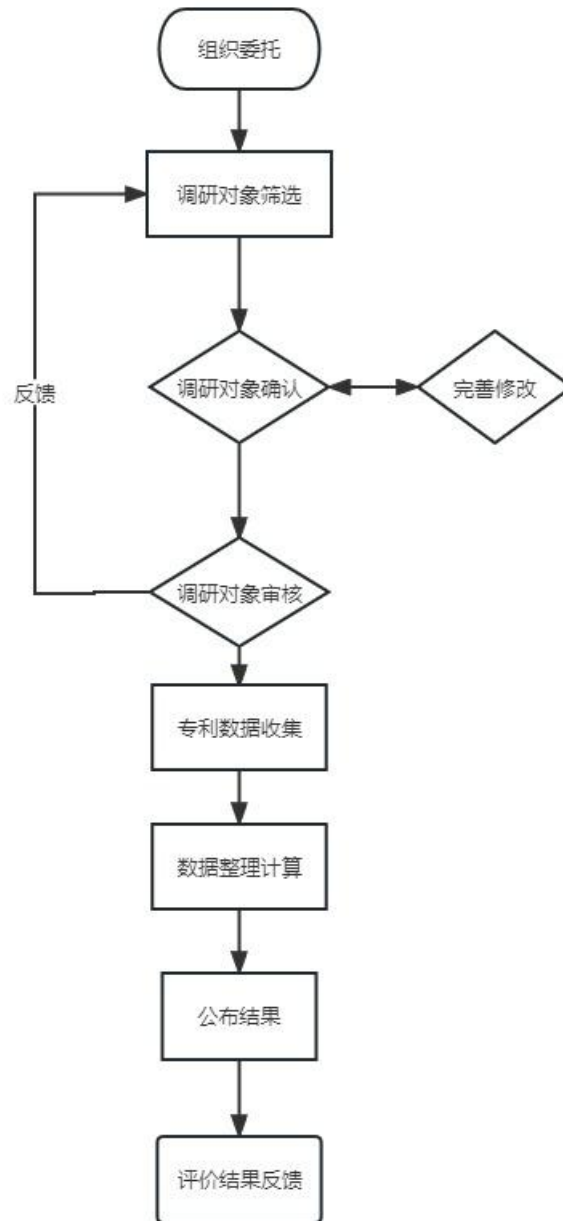 组织委托
调研对象筛选
调研对象确认
完善修改
反馈
调研对象审核
专利数据收集
数据整理计算
公布结果
评价结果反馈